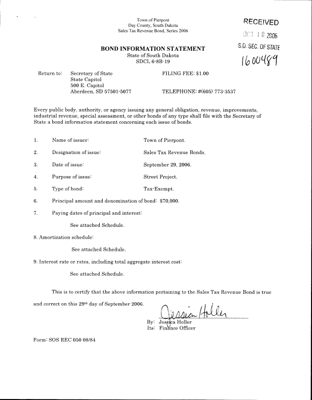 Town of Pierpont
Day County, South Dakota
Sales Tax Revenue Bond, Series 2006
RECEIVED
OCT 10 2006
S.D. SEC. OF STATE
1600489
BOND INFORMATION STATEMENT
State of South Dakota
SDCL 6-8B-19
Return to: Secretary of State FILING FEE: $1.00
State Capitol
500 E. Capitol
Aberdeen, SD 57501-5077 TELEPHONE: #(605) 773-3537
Every public body, authority, or agency issuing any general obligation, revenue, improvements,
industrial revenue, special assessment, or other bonds of any type shall file with the Secretary of
State a bond information statement concerning each issue of bonds.
1. Name of issuer: Town of Pierpont.
2. Designation of issue: Sales Tax Revenue Bonds.
3. Date of issue: September 29, 2006.
4. Purpose of issue: Street Project.
5. Type of bond: Tax-Exempt.
6. Principal amount and denomination of bond: $70,000.
7. Paying dates of principal and interest:
See attached Schedule.
8. Amortization schedule:
See attached Schedule.
9. Interest rate or rates, including total aggregate interest cost:
See attached Schedule.
This is to certify that the above information pertaining to the Sales Tax Revenue Bond is true
and correct on this 29th day of September 2006.
Jessica Holler
By: Jessica Holler
Its: Finance Officer
Form: SOS REC 050 08/84